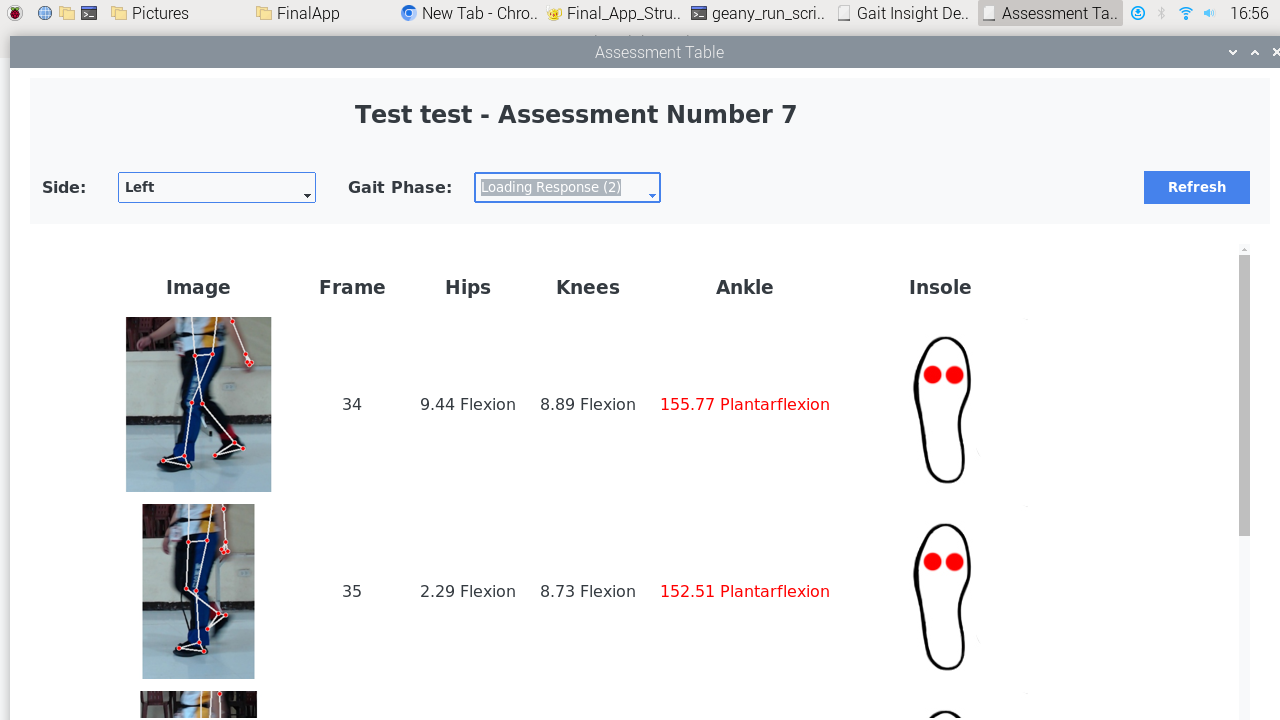 Pictures FinalApp New Tab - Chro.. Final_App_Stru.. geany_run_scri.. Gait Insight De.. Assessment Ta.. 16:56
Assessment Table
Test test - Assessment Number 7
Side: Left Gait Phase: Loading Response (2) Refresh
Image Frame Hips Knees Ankle Insole
34 9.44 Flexion 8.89 Flexion 155.77 Plantarflexion
35 2.29 Flexion 8.73 Flexion 152.51 Plantarflexion